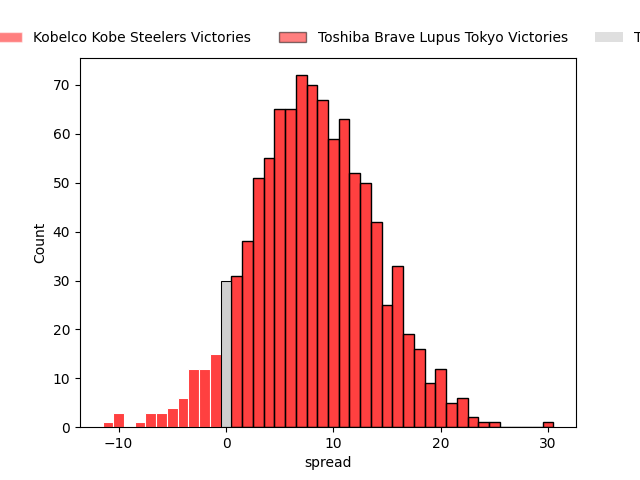 Kobelco Kobe Steelers Victories Toshiba Brave Lupus Tokyo Victories T
70
60
50
40
30
20
10
0
Count
−10 0 10 20 30
spread